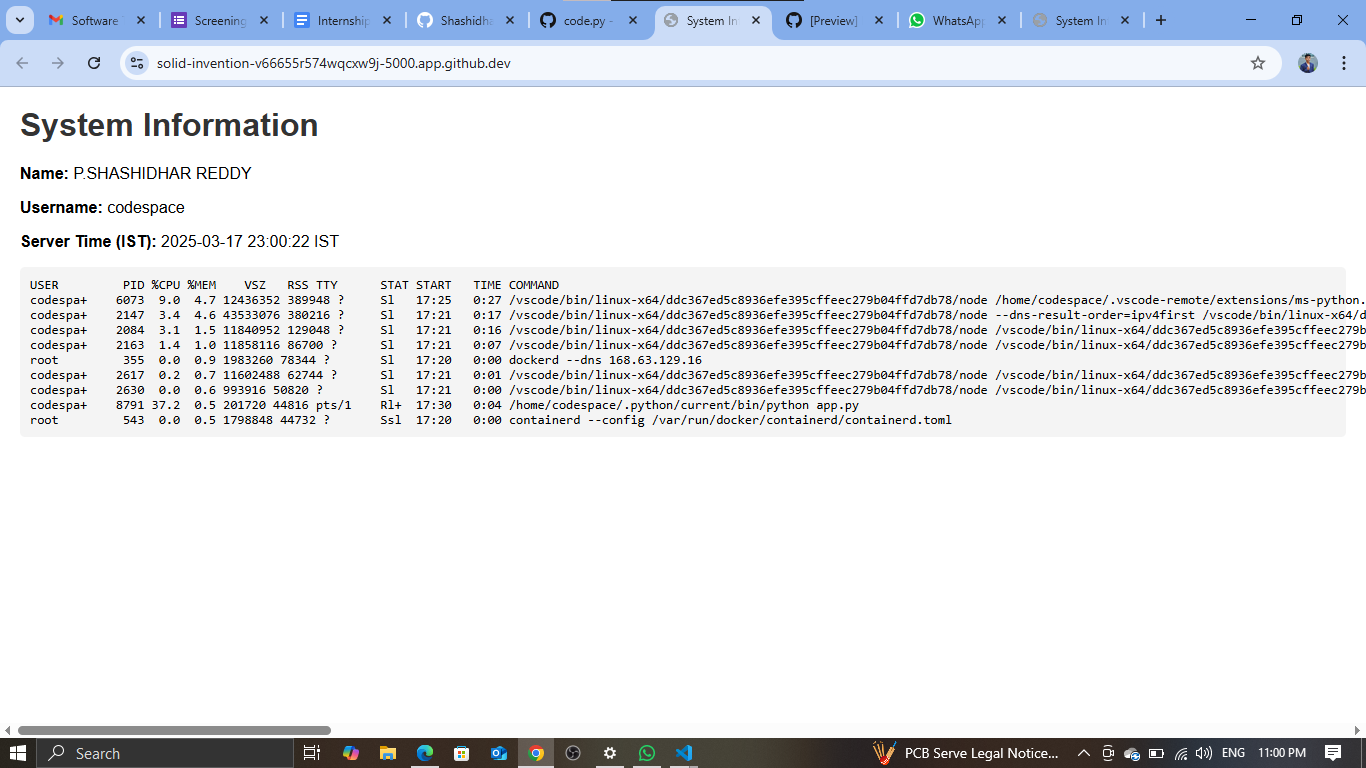 Software
Screening
Internship
Shashidha
code.py -
System In
[Preview]
WhatsApp
System In
solid-invention-v66655r574wqcxw9j-5000.app.github.dev
System Information
Name: P.SHASHIDHAR REDDY
Username: codespace
Server Time (IST): 2025-03-17 23:00:22 IST
USER PID %CPU %MEM VSZ RSS TTY STAT START TIME COMMAND
codespa+ 6073 9.0 4.7 12436352 389948 ? Sl 17:25 0:27 /vscode/bin/linux-x64/ddc367ed5c8936efe395cffeec279b04ffd7db78/node /home/codespace/.vscode-remote/extensions/ms-python.
codespa+ 2147 3.4 4.6 43533076 380216 ? Sl 17:21 0:17 /vscode/bin/linux-x64/ddc367ed5c8936efe395cffeec279b04ffd7db78/node --dns-result-order=ipv4first /vscode/bin/linux-x64/d
codespa+ 2084 3.1 1.5 11840952 129048 ? Sl 17:21 0:16 /vscode/bin/linux-x64/ddc367ed5c8936efe395cffeec279b04ffd7db78/node /vscode/bin/linux-x64/ddc367ed5c8936efe395cffeec279b
codespa+ 2163 1.4 1.0 11858116 86700 ? Sl 17:21 0:07 /vscode/bin/linux-x64/ddc367ed5c8936efe395cffeec279b04ffd7db78/node /vscode/bin/linux-x64/ddc367ed5c8936efe395cffeec279b
root 355 0.0 0.9 1983260 78344 ? Sl 17:20 0:00 dockerd --dns 168.63.129.16
codespa+ 2617 0.2 0.7 11602488 62744 ? Sl 17:21 0:01 /vscode/bin/linux-x64/ddc367ed5c8936efe395cffeec279b04ffd7db78/node /vscode/bin/linux-x64/ddc367ed5c8936efe395cffeec279b
codespa+ 2630 0.0 0.6 993916 50820 ? Sl 17:21 0:00 /vscode/bin/linux-x64/ddc367ed5c8936efe395cffeec279b04ffd7db78/node /vscode/bin/linux-x64/ddc367ed5c8936efe395cffeec279b
codespa+ 8791 37.2 0.5 201720 44816 pts/1 Rl+ 17:30 0:04 /home/codespace/.python/current/bin/python app.py
root 543 0.0 0.5 1798848 44732 ? Ssl 17:20 0:00 containerd --config /var/run/docker/containerd/containerd.toml
Search
PCB Serve Legal Notice...
ENG
11:00 PM